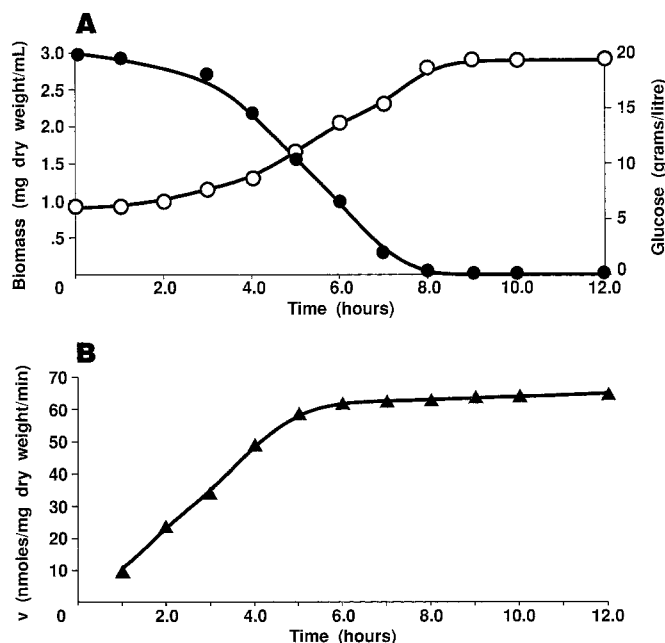 A
Biomass (mg dry weight/mL)
3.0
2.5
2.0
1.5
1.0
.5
0
20
15
10
5
0
Glucose (grams/litre)
2.0 4.0 6.0 8.0 10.0 12.0
Time (hours)
B
v (nmoles/mg dry weight/min)
70
60
50
40
30
20
10
0
2.0 4.0 6.0 8.0 10.0 12.0
Time (hours)